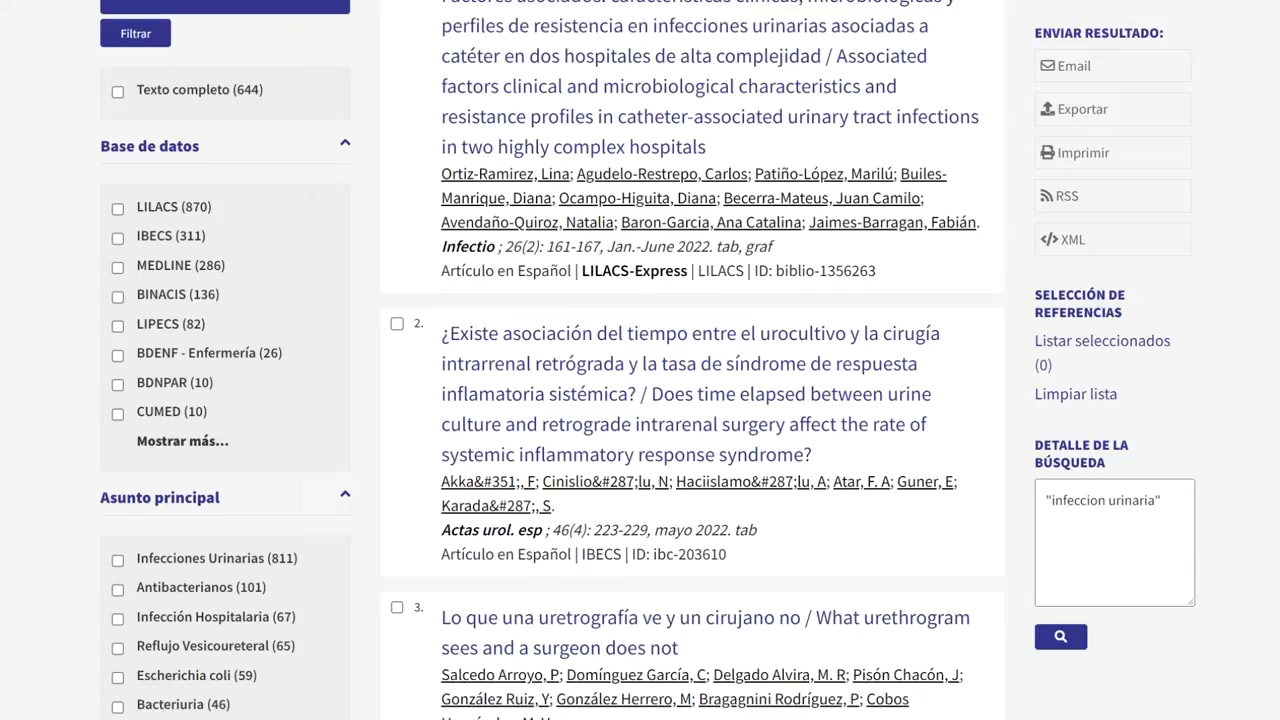 Filtrar
Texto completo (644)
Base de datos
LILACS (870)
IBECS (311)
MEDLINE (286)
BINACIS (136)
LIPECS (82)
BDENF - Enfermería (26)
BDNPAR (10)
CUMED (10)
Mostrar más...
Asunto principal
Infecciones Urinarias (811)
Antibacterianos (101)
Infección Hospitalaria (67)
Reflujo Vesicoureteral (65)
Escherichia coli (59)
Bacteriuria (46)
Factores asociados: características clínicas, microbiológicas y
perfiles de resistencia en infecciones urinarias asociadas a
catéter en dos hospitales de alta complejidad / Associated
factors clinical and microbiological characteristics and
resistance profiles in catheter-associated urinary tract infections
in two highly complex hospitals
Ortiz-Ramirez, Lina; Agudelo-Restrepo, Carlos; Patiño-López, Marilú; Builes-
Manrique, Diana; Ocampo-Higuita, Diana; Becerra-Mateus, Juan Camilo;
Avendaño-Quiroz, Natalia; Baron-Garcia, Ana Catalina; Jaimes-Barragan, Fabián.
Infectio ; 26(2): 161-167, Jan.-June 2022. tab, graf
Artículo en Español | LILACS-Express | LILACS | ID: biblio-1356263
2.
¿Existe asociación del tiempo entre el urocultivo y la cirugía
intrarrenal retrógrada y la tasa de síndrome de respuesta
inflamatoria sistémica? / Does time elapsed between urine
culture and retrograde intrarenal surgery affect the rate of
systemic inflammatory response syndrome?
Akka&#351;, F; Cinislio&#287;lu, N; Haciislamo&#287;lu, A; Atar, F. A; Guner, E;
Karada&#287;, S.
Actas urol. esp ; 46(4): 223-229, mayo 2022. tab
Artículo en Español | IBECS | ID: ibc-203610
3.
Lo que una uretrografía ve y un cirujano no / What urethrogram
sees and a surgeon does not
Salcedo Arroyo, P; Domínguez García, C; Delgado Alvira, M. R; Pisón Chacón, J;
González Ruiz, Y; González Herrero, M; Bragagnini Rodríguez, P; Cobos
ENVIAR RESULTADO:
Email
Exportar
Imprimir
RSS
XML
SELECCIÓN DE
REFERENCIAS
Listar seleccionados
(0)
Limpiar lista
DETALLE DE LA
BÚSQUEDA
"infeccion urinaria"